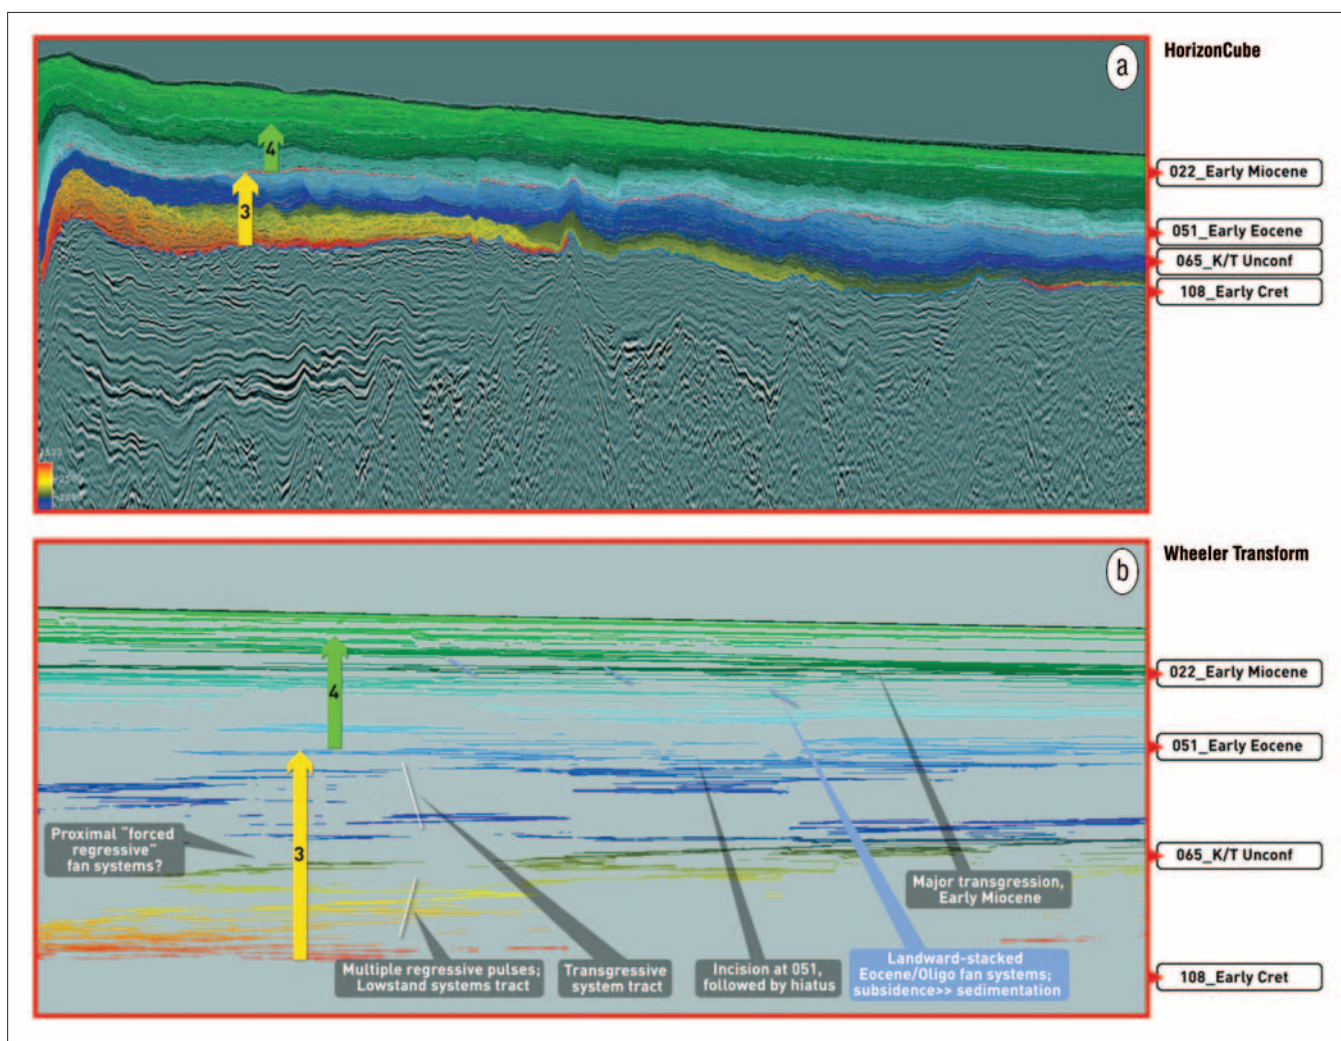 a
HorizonCube
022_Early Miocene
051_Early Eocene
065_K/T Unconf
108_Early Cret
4
3
b
Wheeler Transform
022_Early Miocene
051_Early Eocene
065_K/T Unconf
108_Early Cret
4
3
Proximal "forced
regressive"
fan systems?
Multiple regressive pulses;
Lowstand systems tract
Transgressive
system tract
Incision at 051,
followed by hiatus
Landward-stacked
Eocene/Oligo fan systems;
subsidence>> sedimentation
Major transgression,
Early Miocene